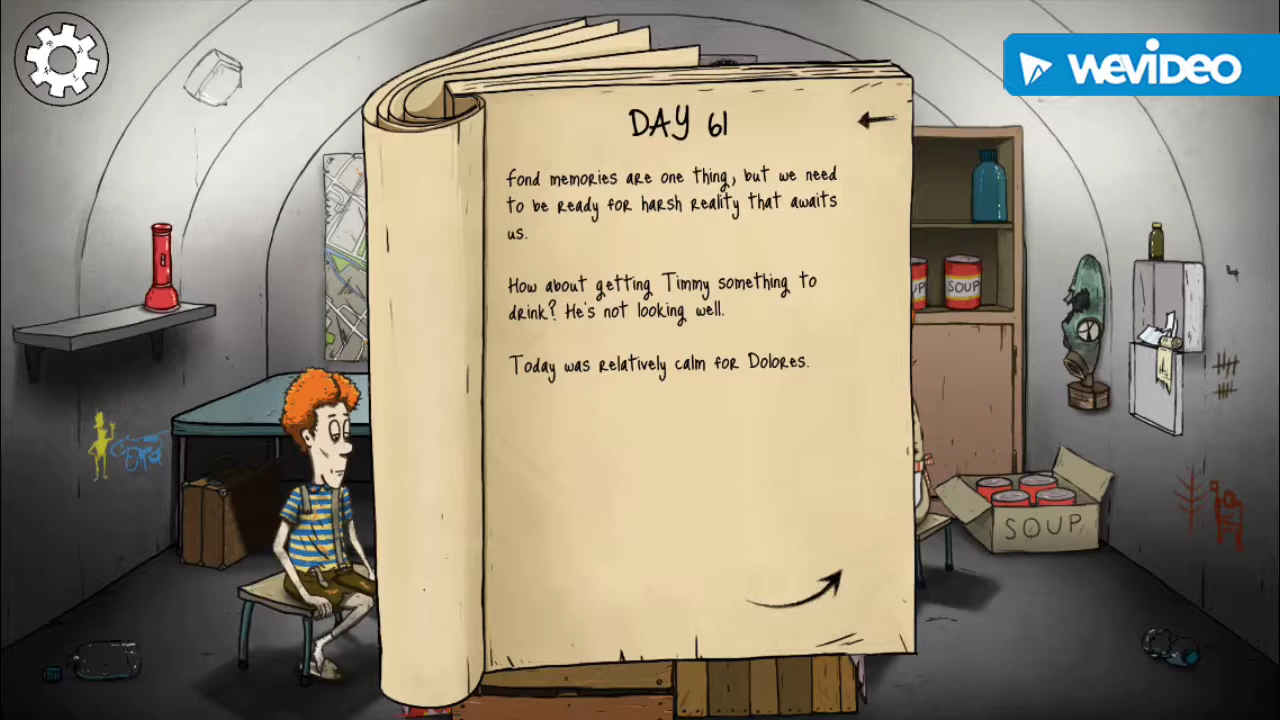 WEVIDEO
DAY 61
fond memories are one thing, but we need
to be ready for harsh reality that awaits
us.
How about getting Timmy something to
drink? He's not looking well.
Today was relatively calm for Dolores.
UP
SOUP
SOUP